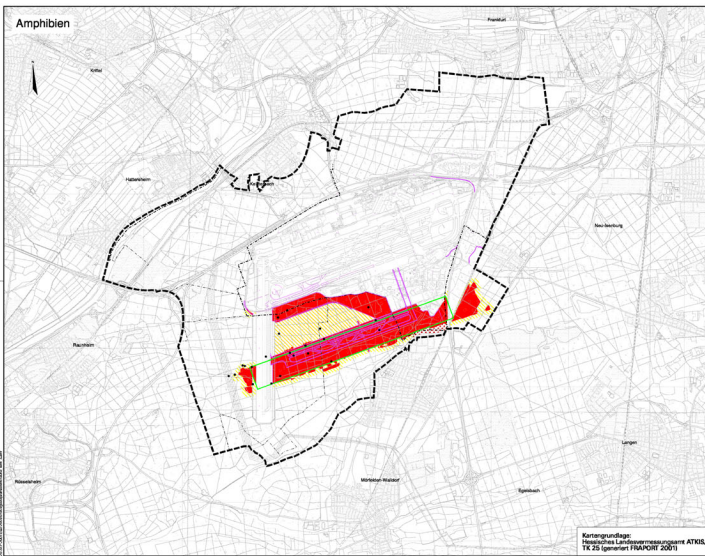 Amphibien
Frankfurt
Kriftel
Hattersheim
Kelsterbach
Neu-Isenburg
Raunheim
Langen
Rüsselsheim
Mörfelden-Walldorf
Egelsbach
Kartengrundlage:
Hessisches Landesvermessungsamt ATKIS,
TK 25 (generiert FRAPORT 2001)